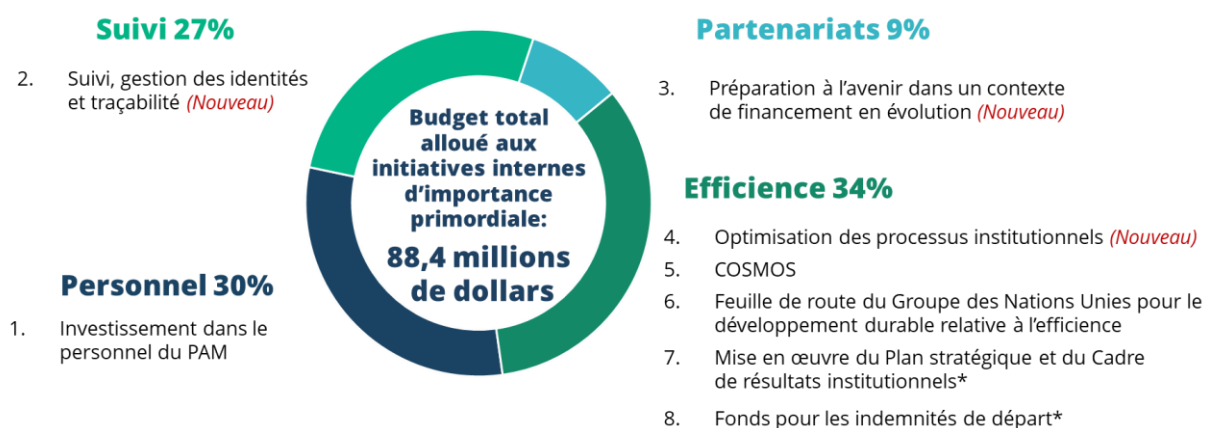 Suivi 27%
2. Suivi, gestion des identités
et traçabilité (Nouveau)
Personnel 30%
1. Investissement dans le
personnel du PAM
Budget total
alloué aux
initiatives internes
d’importance
primordiale:
88,4 millions
de dollars
Partenariats 9%
3. Préparation à l’avenir dans un contexte
de financement en évolution (Nouveau)
Efficience 34%
4. Optimisation des processus institutionnels (Nouveau)
5. COSMOS
6. Feuille de route du Groupe des Nations Unies pour le
développement durable relative à l’efficience
7. Mise en œuvre du Plan stratégique et du Cadre
de résultats institutionnels*
8. Fonds pour les indemnités de départ*